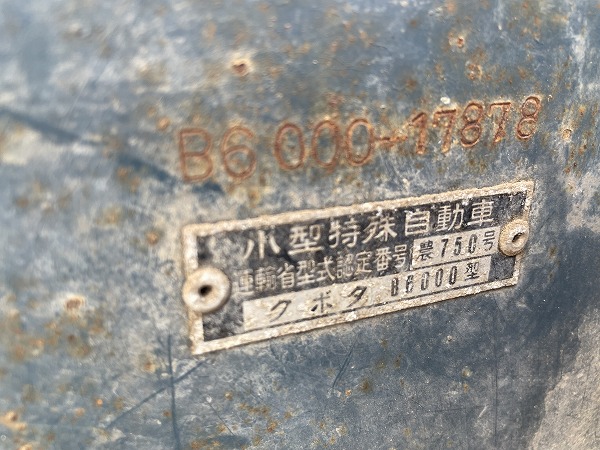 B6000-17878
小型特殊自動車
運輸省型式認定番号 農750号
クボタ B6000型